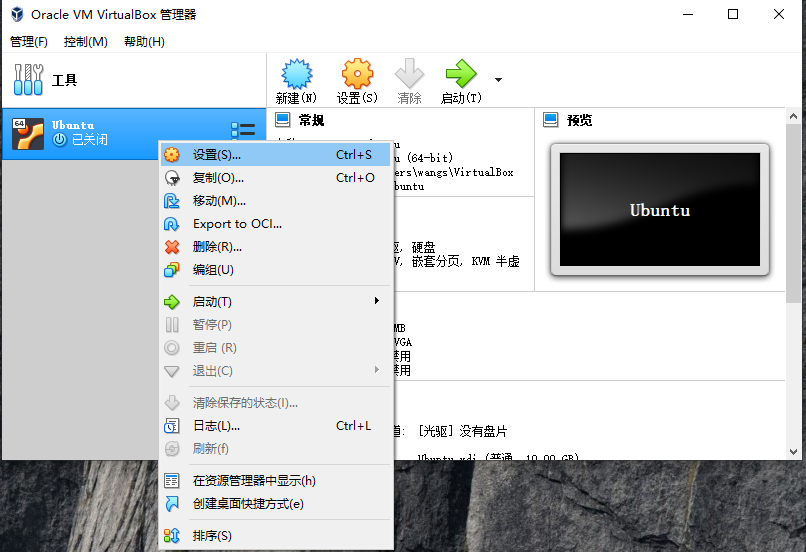 Oracle VM VirtualBox 管理器
管理(F) 控制(M) 帮助(H)
工具
新建(N) 设置(S) 清除 启动(T)
64 Ubuntu
已关闭
常规
预览
u (64-bit)
ers\wangs\VirtualBox
buntu
Ubuntu
设置(S)... Ctrl+S
复制(O)... Ctrl+O
移动(M)...
Export to OCI...
删除(R)...
编组(U)
启动(T)
暂停(P)
重启 (R)
退出(C)
清除保存的状态(I)...
日志(L)... Ctrl+L
刷新(f)
在资源管理器中显示(h)
创建桌面快捷方式(e)
排序(S)
驱, 硬盘
V, 嵌套分页, KVM 半虚
MB
VGA
禁用
禁用
道: [光驱] 没有盘片
Ubuntu.vdi (普通, 10.00 GB)